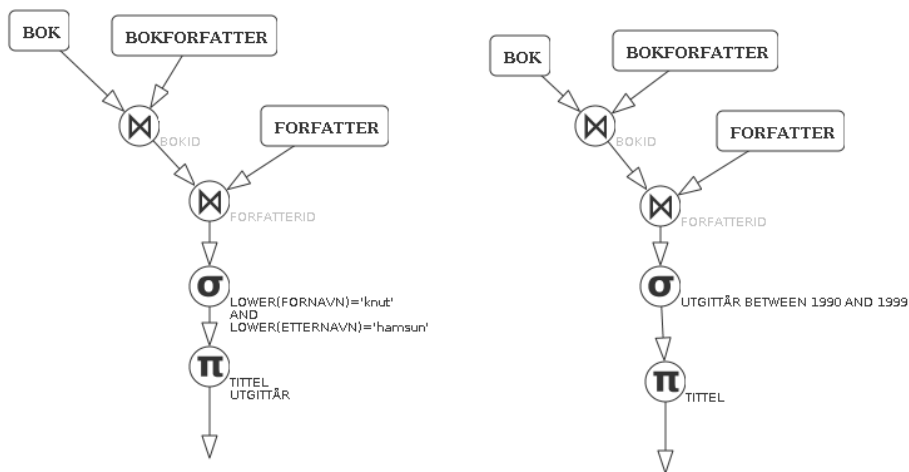 BOK
BOKFORFATTER
⋈
BOKID
FORFATTER
⋈
FORFATTERID
σ
LOWER(FORNAVN)='knut'
AND
LOWER(ETTERNAVN)='hamsun'
π
TITTEL
UTGITTÅR
BOK
BOKFORFATTER
⋈
BOKID
FORFATTER
⋈
FORFATTERID
σ
UTGITTÅR BETWEEN 1990 AND 1999
π
TITTEL